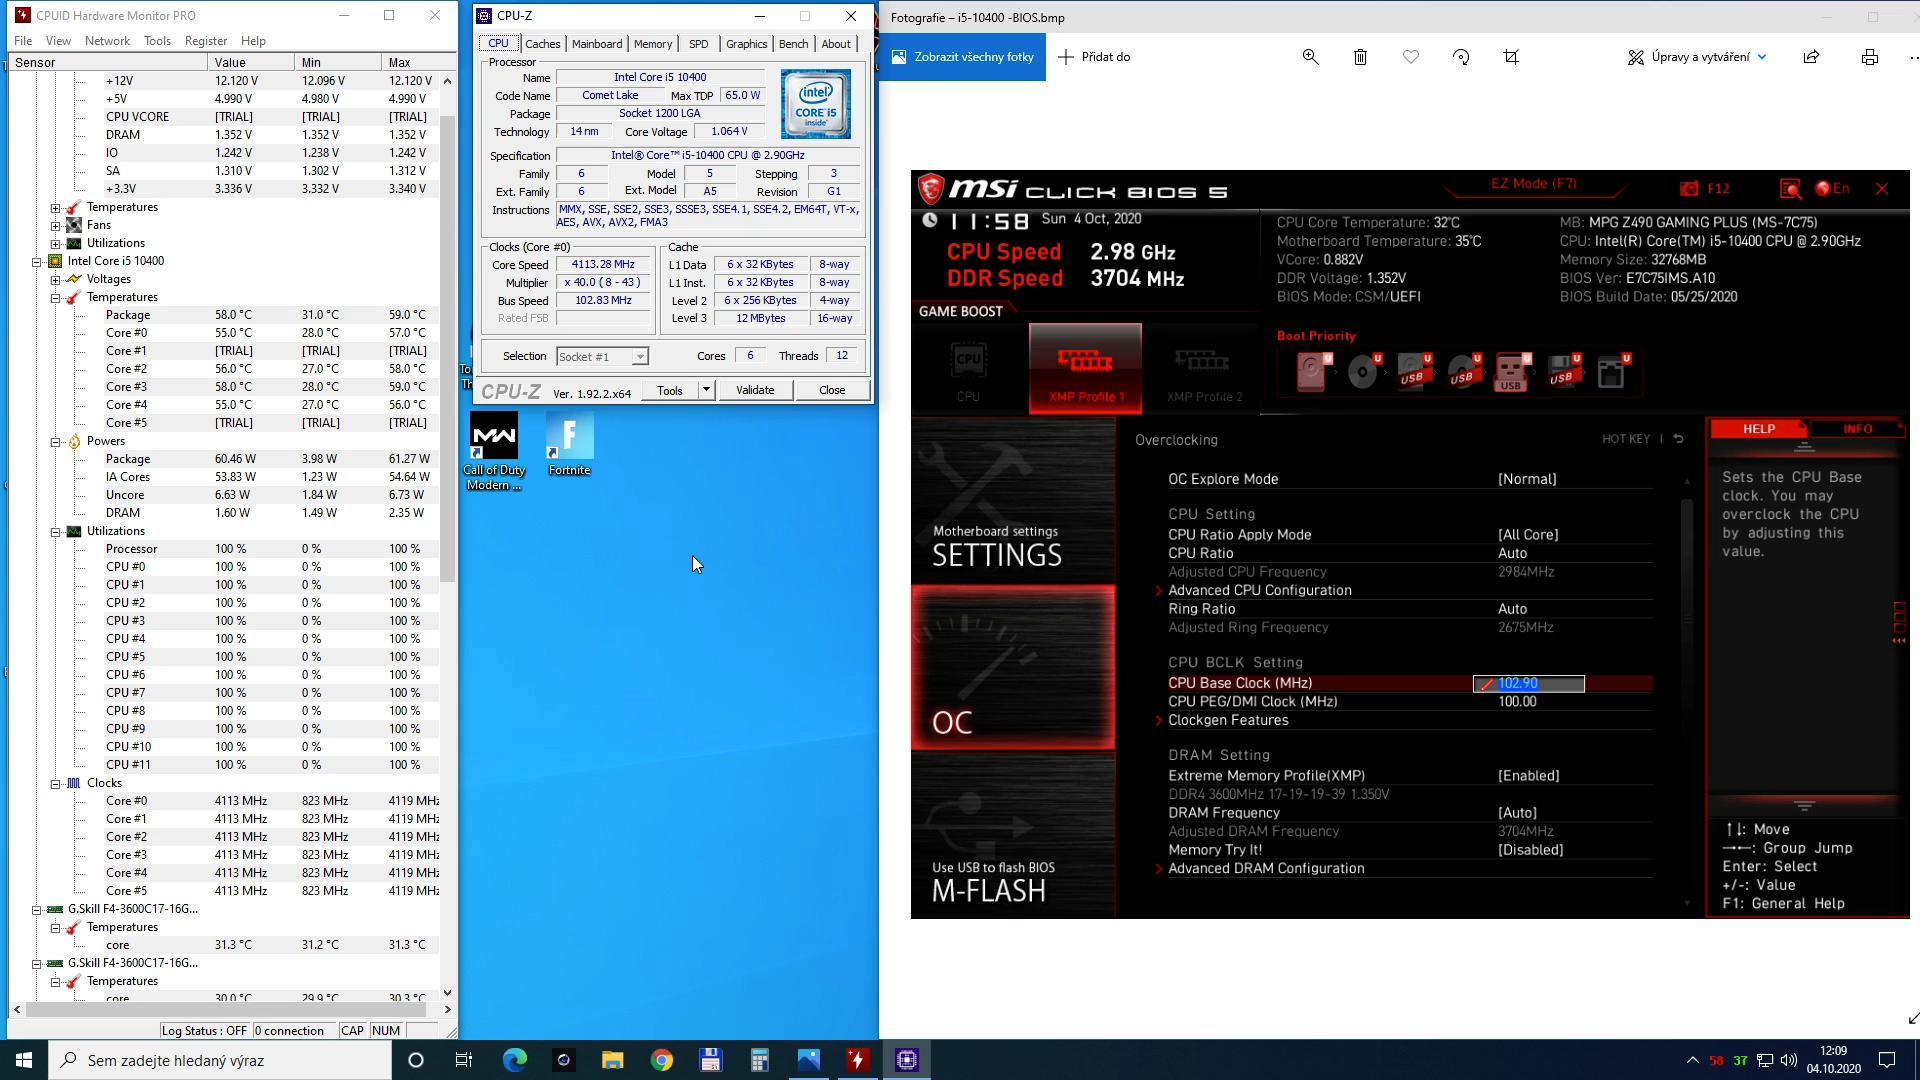 CPUID Hardware Monitor PRO
File View Network Tools Register Help
Sensor Value Min Max
+12V 12.120 V 12.096 V 12.120 V
+5V 4.990 V 4.980 V 4.990 V
CPU VCORE [TRIAL] [TRIAL] [TRIAL]
DRAM 1.352 V 1.352 V 1.352 V
IO 1.242 V 1.238 V 1.242 V
SA 1.310 V 1.302 V 1.312 V
+3.3V 3.336 V 3.332 V 3.340 V
Temperatures
Fans
Utilizations
Intel Core i5 10400
Voltages
Temperatures
Package 58.0 °C 31.0 °C 59.0 °C
Core #0 55.0 °C 28.0 °C 57.0 °C
Core #1 [TRIAL] [TRIAL] [TRIAL]
Core #2 56.0 °C 27.0 °C 58.0 °C
Core #3 58.0 °C 28.0 °C 59.0 °C
Core #4 55.0 °C 27.0 °C 56.0 °C
Core #5 [TRIAL] [TRIAL] [TRIAL]
Powers
Package 60.46 W 3.98 W 61.27 W
IA Cores 53.83 W 1.23 W 54.64 W
Uncore 6.63 W 1.84 W 6.73 W
DRAM 1.60 W 1.49 W 2.35 W
Utilizations
Processor 100 % 0 % 100 %
CPU #0 100 % 0 % 100 %
CPU #1 100 % 0 % 100 %
CPU #2 100 % 0 % 100 %
CPU #3 100 % 0 % 100 %
CPU #4 100 % 0 % 100 %
CPU #5 100 % 0 % 100 %
CPU #6 100 % 0 % 100 %
CPU #7 100 % 0 % 100 %
CPU #8 100 % 0 % 100 %
CPU #9 100 % 0 % 100 %
CPU #10 100 % 0 % 100 %
CPU #11 100 % 0 % 100 %
Clocks
Core #0 4113 MHz 823 MHz 4119 MHz
Core #1 4113 MHz 823 MHz 4119 MHz
Core #2 4113 MHz 823 MHz 4119 MHz
Core #3 4113 MHz 823 MHz 4119 MHz
Core #4 4113 MHz 823 MHz 4119 MHz
Core #5 4113 MHz 823 MHz 4119 MHz
G.Skill F4-3600C17-16G...
Temperatures
core 31.3 °C 31.2 °C 31.3 °C
G.Skill F4-3600C17-16G...
Temperatures
core 30.0 °C 29.9 °C 30.3 °C
Log Status : OFF 0 connection CAP NUM
CPU-Z
CPU Caches Mainboard Memory SPD Graphics Bench About
Processor
Name Intel Core i5 10400
Code Name Comet Lake Max TDP 65.0 W
Package Socket 1200 LGA
Technology 14 nm Core Voltage 1.064 V
intel
CORE i5
inside
Specification Intel® Core™ i5-10400 CPU @ 2.90GHz
Family 6 Model 5 Stepping 3
Ext. Family 6 Ext. Model A5 Revision G1
Instructions MMX, SSE, SSE2, SSE3, SSSE3, SSE4.1, SSE4.2, EM64T, VT-x,
AES, AVX, AVX2, FMA3
Clocks (Core #0)
Core Speed 4113.28 MHz
Multiplier x 40.0 ( 8 - 43 )
Bus Speed 102.83 MHz
Rated FSB
Cache
L1 Data 6 x 32 KBytes 8-way
L1 Inst. 6 x 32 KBytes 8-way
Level 2 6 x 256 KBytes 4-way
Level 3 12 MBytes 16-way
Selection Socket #1 Cores 6 Threads 12
CPU-Z Ver. 1.92.2.x64 Tools Validate Close
Call of Duty
Modern ...
Fortnite
Fotografie – i5-10400 -BIOS.bmp
Zobrazit všechny fotky Přidat do Úpravy a vytváření
msi CLICK BIOS 5
EZ Mode (F7) F12 En
11:58 Sun 4 Oct, 2020
CPU Speed 2.98 GHz
DDR Speed 3704 MHz
CPU Core Temperature: 32°C
Motherboard Temperature: 35°C
VCore: 0.882V
DDR Voltage: 1.352V
BIOS Mode: CSM/UEFI
MB: MPG Z490 GAMING PLUS (MS-7C75)
CPU: Intel(R) Core(TM) i5-10400 CPU @ 2.90GHz
Memory Size: 32768MB
BIOS Ver: E7C75IMS.A10
BIOS Build Date: 05/25/2020
GAME BOOST
CPU
CPU
XMP Profile 1
XMP Profile 2
Boot Priority
U U U U U U U
USB USB USB USB
Motherboard settings
SETTINGS
OC
Use USB to flash BIOS
M-FLASH
Overclocking HOT KEY |
OC Explore Mode [Normal]
CPU Setting
CPU Ratio Apply Mode [All Core]
CPU Ratio Auto
Adjusted CPU Frequency 2984MHz
Advanced CPU Configuration
Ring Ratio Auto
Adjusted Ring Frequency 2675MHz
CPU BCLK Setting
CPU Base Clock (MHz) 102.90
CPU PEG/DMI Clock (MHz) 100.00
Clockgen Features
DRAM Setting
Extreme Memory Profile(XMP) [Enabled]
DDR4 3600MHz 17-19-19-39 1.350V
DRAM Frequency [Auto]
Adjusted DRAM Frequency 3704MHz
Memory Try It! [Disabled]
Advanced DRAM Configuration
HELP INFO
Sets the CPU Base
clock. You may
overclock the CPU
by adjusting this
value.
↑↓: Move
→←: Group Jump
Enter: Select
+/-: Value
F1: General Help
Sem zadejte hledaný výraz
58 37
12:09
04.10.2020